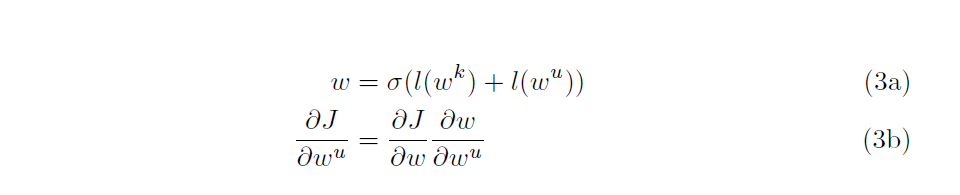 w = σ(l(w^k) + l(w^u)) (3a)
∂J/∂w^u = ∂J/∂w ∂w/∂w^u (3b)